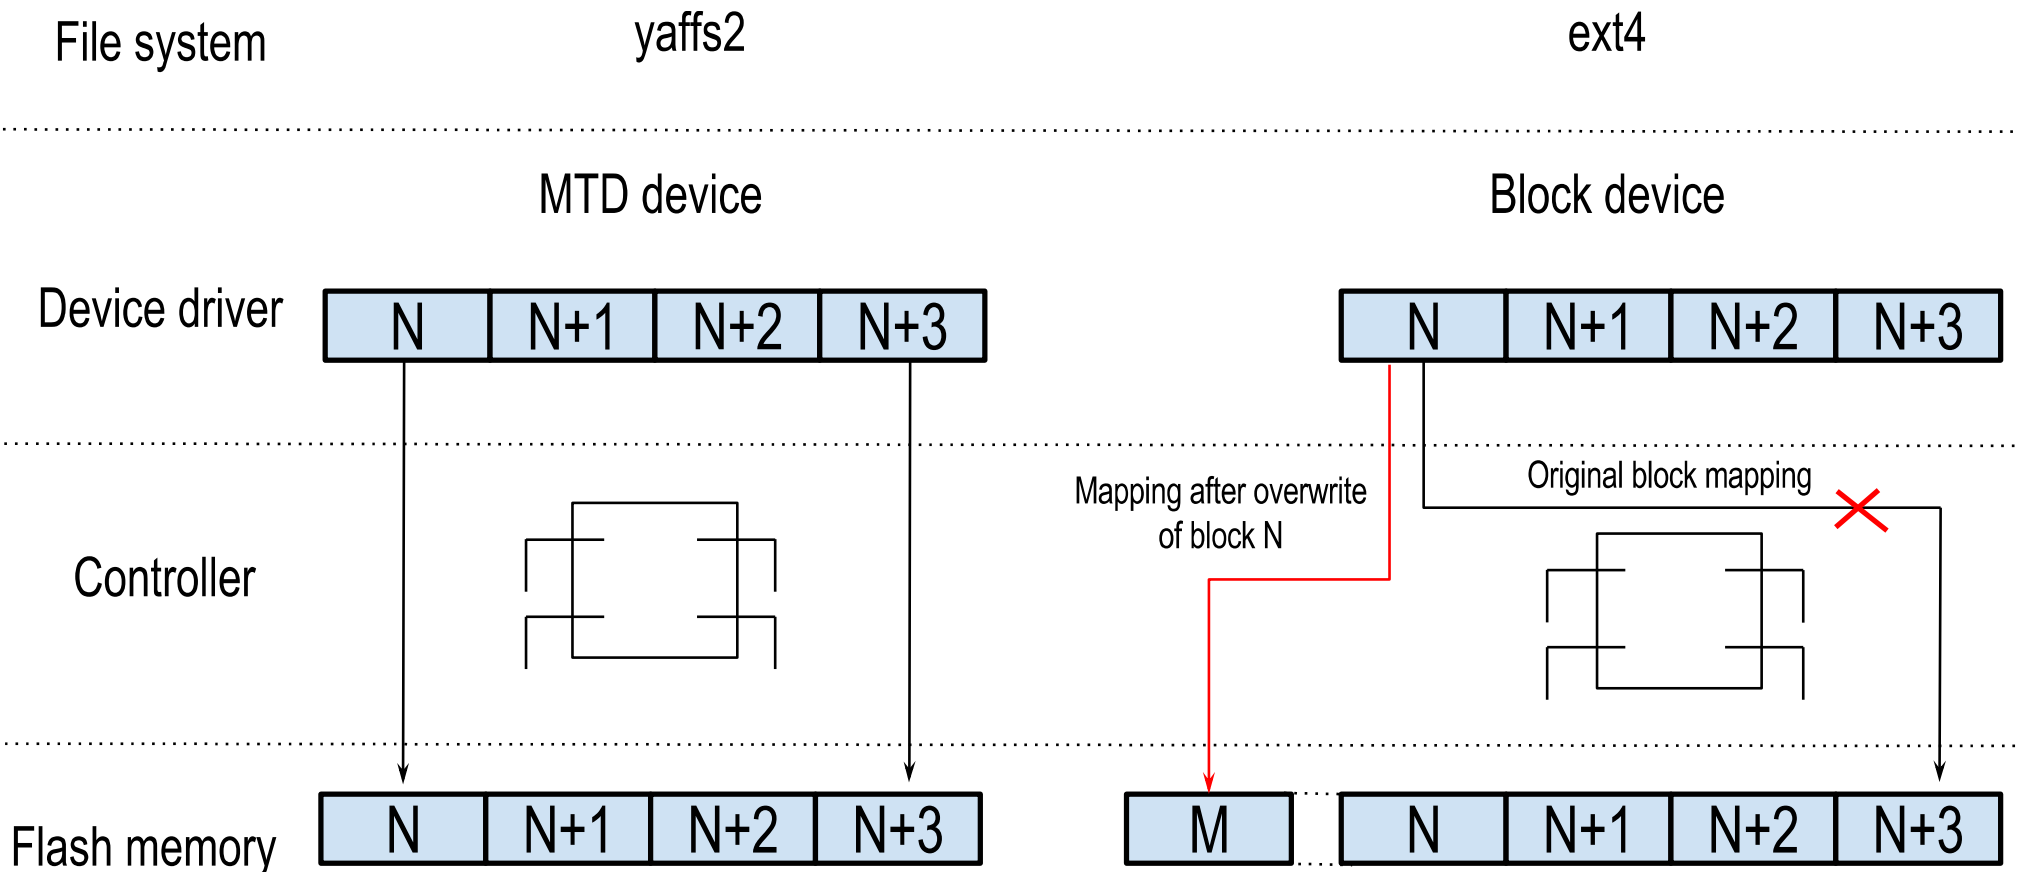 File system
yaffs2
ext4
MTD device
Block device
Device driver
N N+1 N+2 N+3
N N+1 N+2 N+3
Controller
Mapping after overwrite
of block N
Original block mapping
Flash memory
N N+1 N+2 N+3
M
N N+1 N+2 N+3